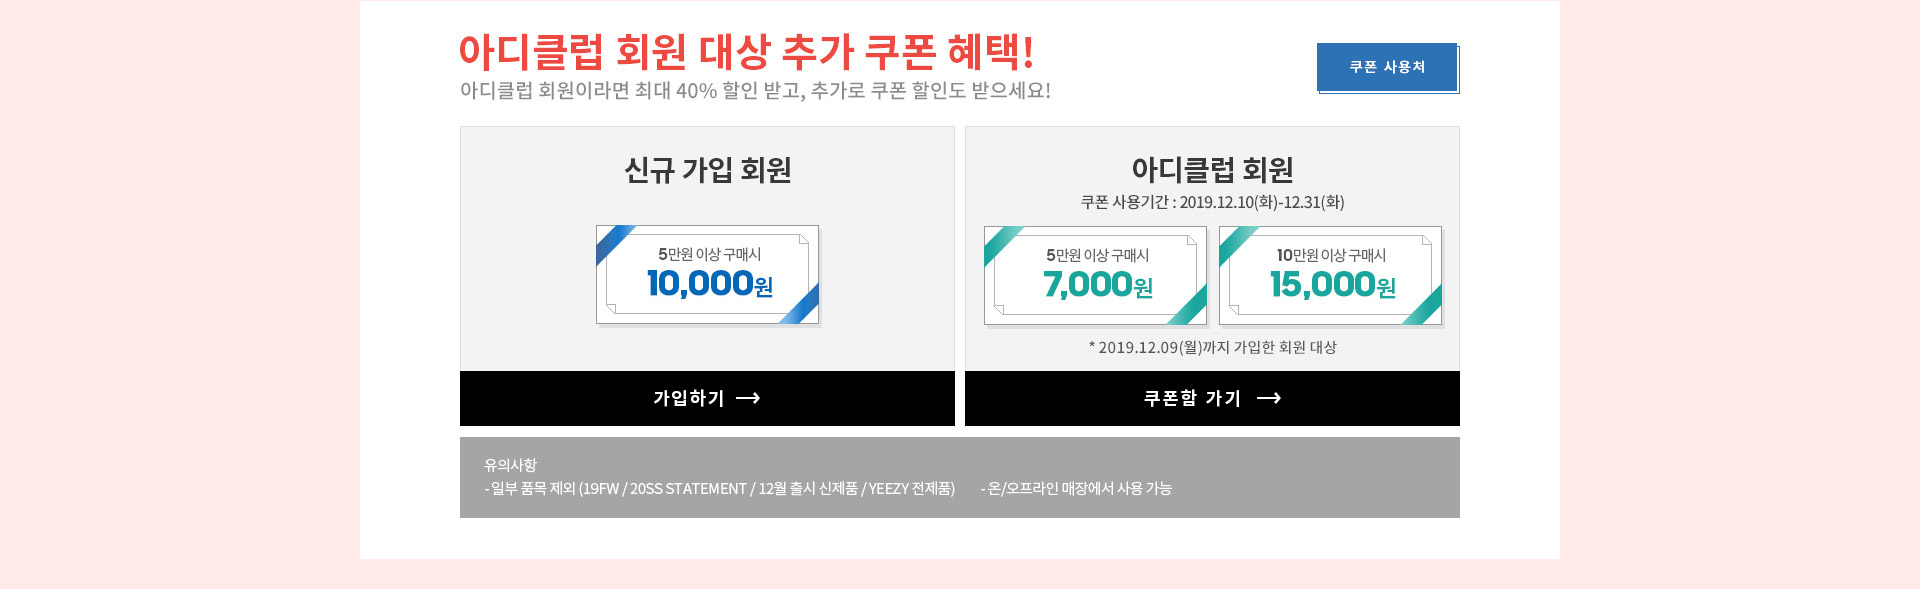 아디클럽 회원 대상 추가 쿠폰 혜택!
아디클럽 회원이라면 최대 40% 할인 받고, 추가로 쿠폰 할인도 받으세요!
쿠폰 사용처
신규 가입 회원
5만원 이상 구매시
10,000원
가입하기
아디클럽 회원
쿠폰 사용기간 : 2019.12.10(화)-12.31(화)
5만원 이상 구매시
7,000원
10만원 이상 구매시
15,000원
* 2019.12.09(월)까지 가입한 회원 대상
쿠폰함 가기
유의사항
- 일부 품목 제외 (19FW / 20SS STATEMENT / 12월 출시 신제품 / YEEZY 전제품)
- 온/오프라인 매장에서 사용 가능